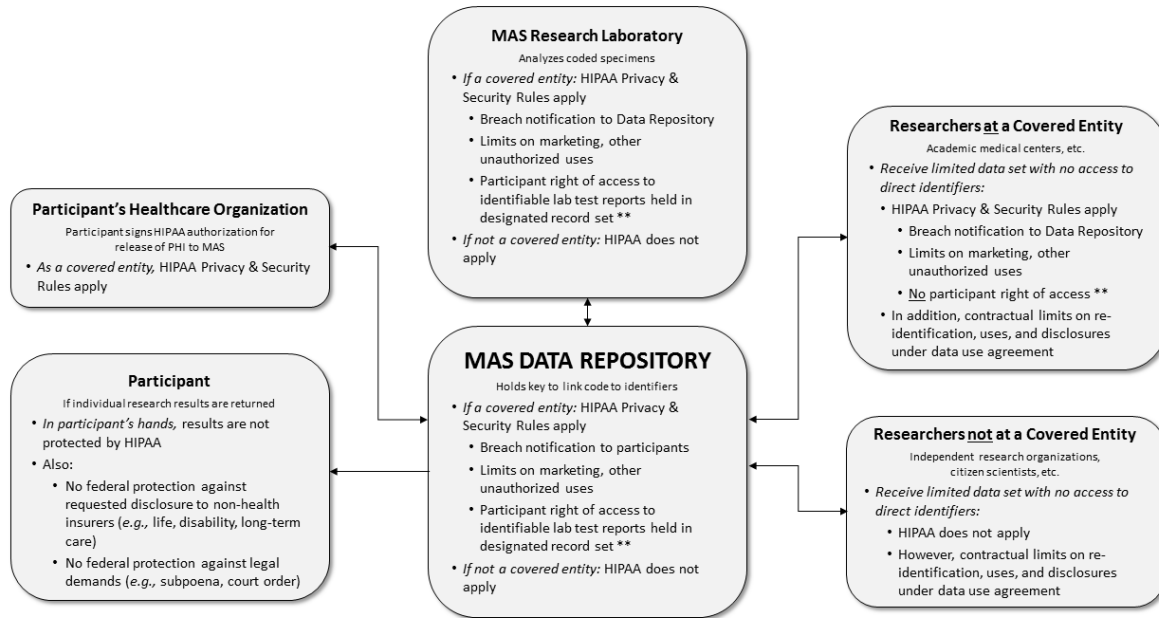 MAS Research Laboratory
Analyzes coded specimens
• If a covered entity: HIPAA Privacy &
Security Rules apply
• Breach notification to Data Repository
• Limits on marketing, other
unauthorized uses
• Participant right of access to
identifiable lab test reports held in
designated record set **
• If not a covered entity: HIPAA does not
apply
Participant's Healthcare Organization
Participant signs HIPAA authorization for
release of PHI to MAS
• As a covered entity, HIPAA Privacy & Security
Rules apply
Participant
If individual research results are returned
• In participant's hands, results are not
protected by HIPAA
• Also:
• No federal protection against
requested disclosure to non-health
insurers (e.g., life, disability, long-term
care)
• No federal protection against legal
demands (e.g., subpoena, court order)
MAS DATA REPOSITORY
Holds key to link code to identifiers
• If a covered entity: HIPAA Privacy &
Security Rules apply
• Breach notification to participants
• Limits on marketing, other
unauthorized uses
• Participant right of access to
identifiable lab test reports held in
designated record set **
• If not a covered entity: HIPAA does not
apply
Researchers at a Covered Entity
Academic medical centers, etc.
• Receive limited data set with no access to
direct identifiers:
• HIPAA Privacy & Security Rules apply
• Breach notification to Data Repository
• Limits on marketing, other
unauthorized uses
• No participant right of access **
• In addition, contractual limits on re-
identification, uses, and disclosures
under data use agreement
Researchers not at a Covered Entity
Independent research organizations,
citizen scientists, etc.
• Receive limited data set with no access to
direct identifiers:
• HIPAA does not apply
• However, contractual limits on re-
identification, uses, and disclosures
under data use agreement